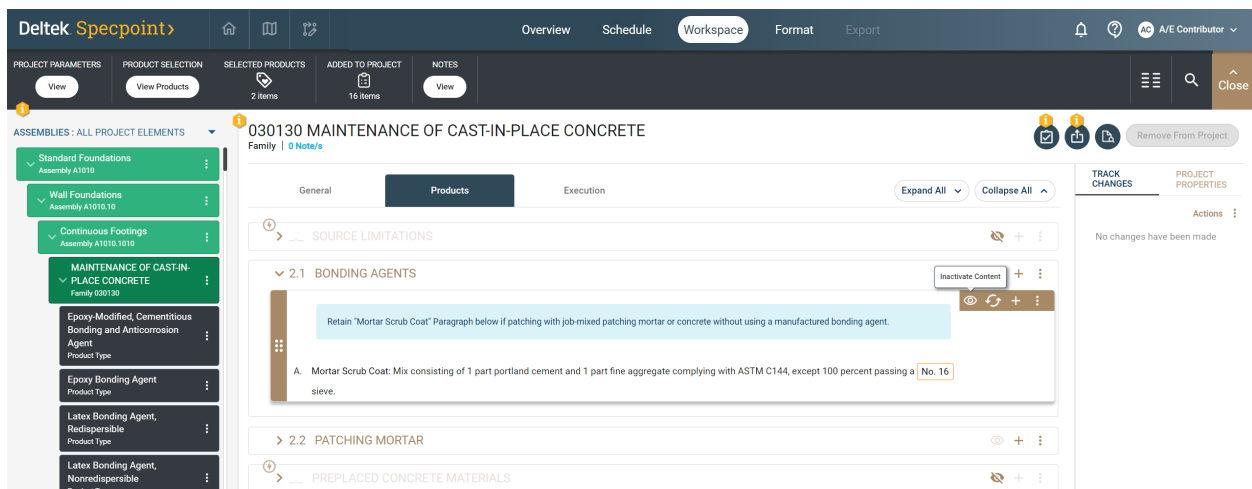 Deltek Specpoint
Overview Schedule Workspace Format Export
AC A/E Contributor
PROJECT PARAMETERS PRODUCT SELECTION SELECTED PRODUCTS ADDED TO PROJECT NOTES
View View Products 2 items 16 items View
Close
ASSEMBLIES : ALL PROJECT ELEMENTS
Standard Foundations
Assembly A1010
Wall Foundations
Assembly A1010.10
Continuous Footings
Assembly A1010.1010
MAINTENANCE OF CAST-IN-
PLACE CONCRETE
Family 030130
Epoxy-Modified, Cementitious
Bonding and Anticorrosion
Agent
Product Type
Epoxy Bonding Agent
Product Type
Latex Bonding Agent,
Redispersible
Product Type
Latex Bonding Agent,
Nonredispersible
030130 MAINTENANCE OF CAST-IN-PLACE CONCRETE
Family | 0 Note/s
Remove From Project
General Products Execution
Expand All Collapse All
__ SOURCE LIMITATIONS
2.1 BONDING AGENTS
Inactivate Content
Retain "Mortar Scrub Coat" Paragraph below if patching with job-mixed patching mortar or concrete without using a manufactured bonding agent.
A. Mortar Scrub Coat: Mix consisting of 1 part portland cement and 1 part fine aggregate complying with ASTM C144, except 100 percent passing a No. 16
sieve.
2.2 PATCHING MORTAR
__ PREPLACED CONCRETE MATERIALS
TRACK
CHANGES
PROJECT
PROPERTIES
Actions
No changes have been made